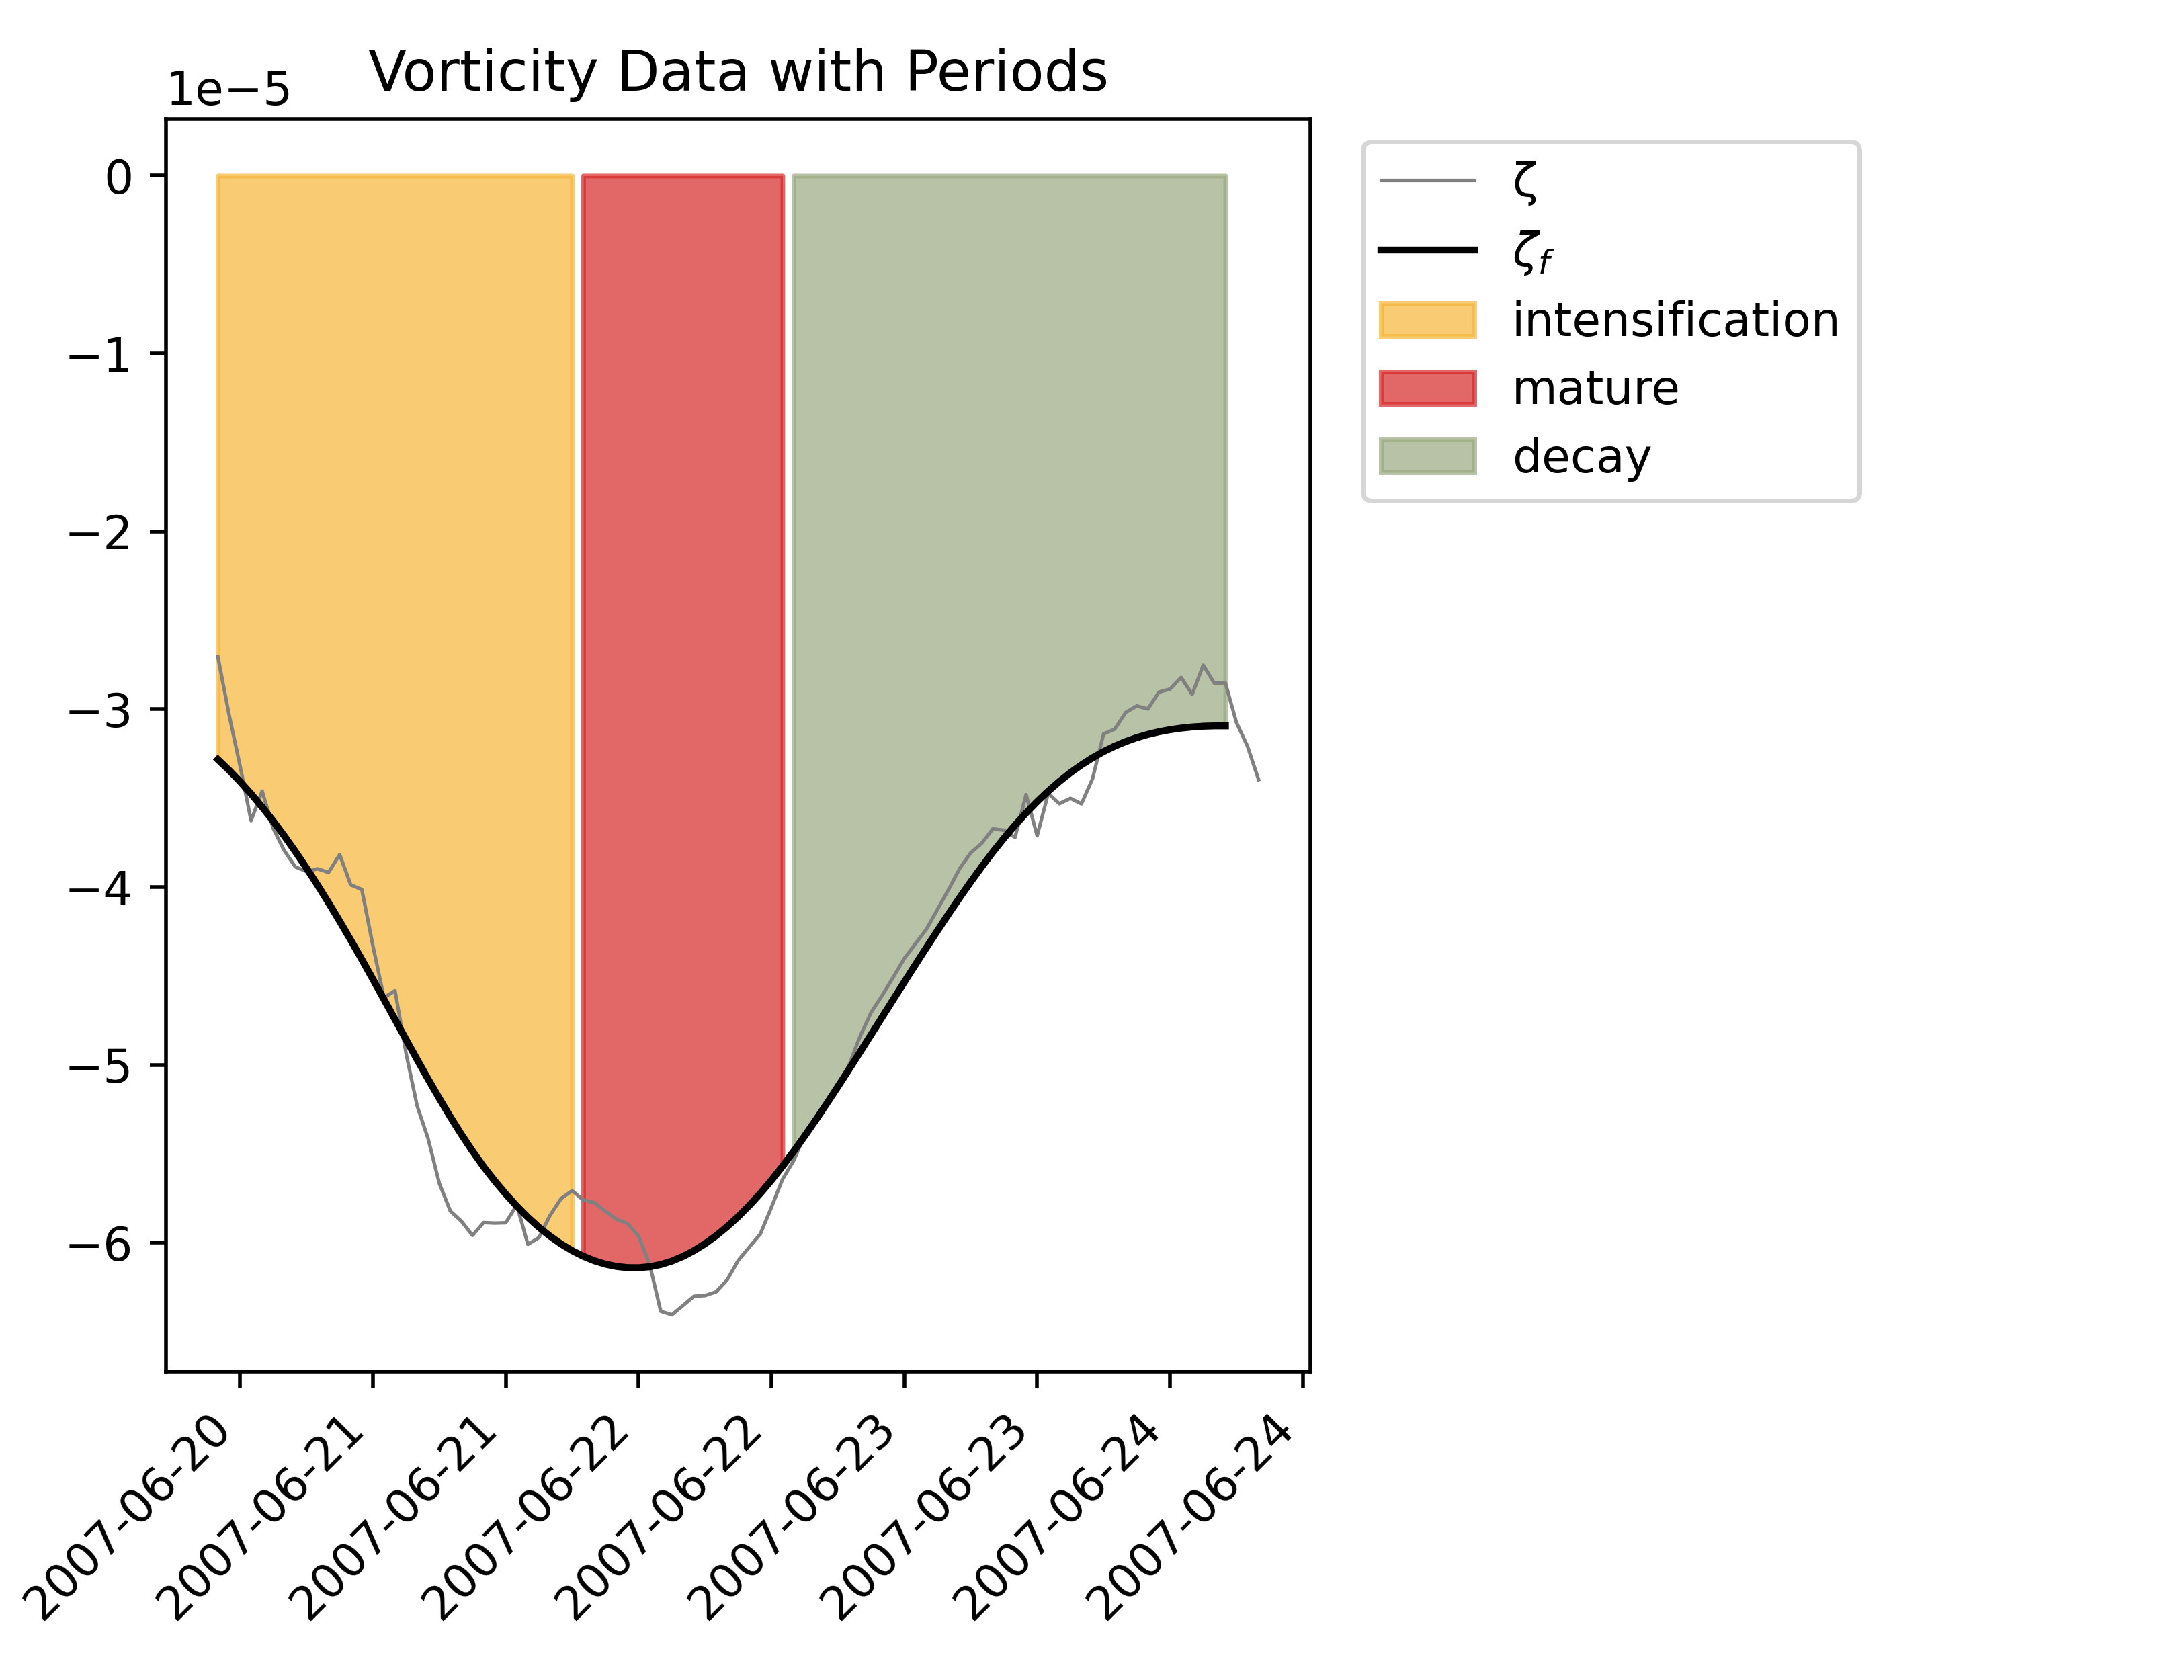 Vorticity Data with Periods
1e−5
0
−1
−2
−3
−4
−5
−6
2007-06-20
2007-06-21
2007-06-21
2007-06-22
2007-06-22
2007-06-23
2007-06-23
2007-06-24
2007-06-24
ζ
ζf
intensification
mature
decay